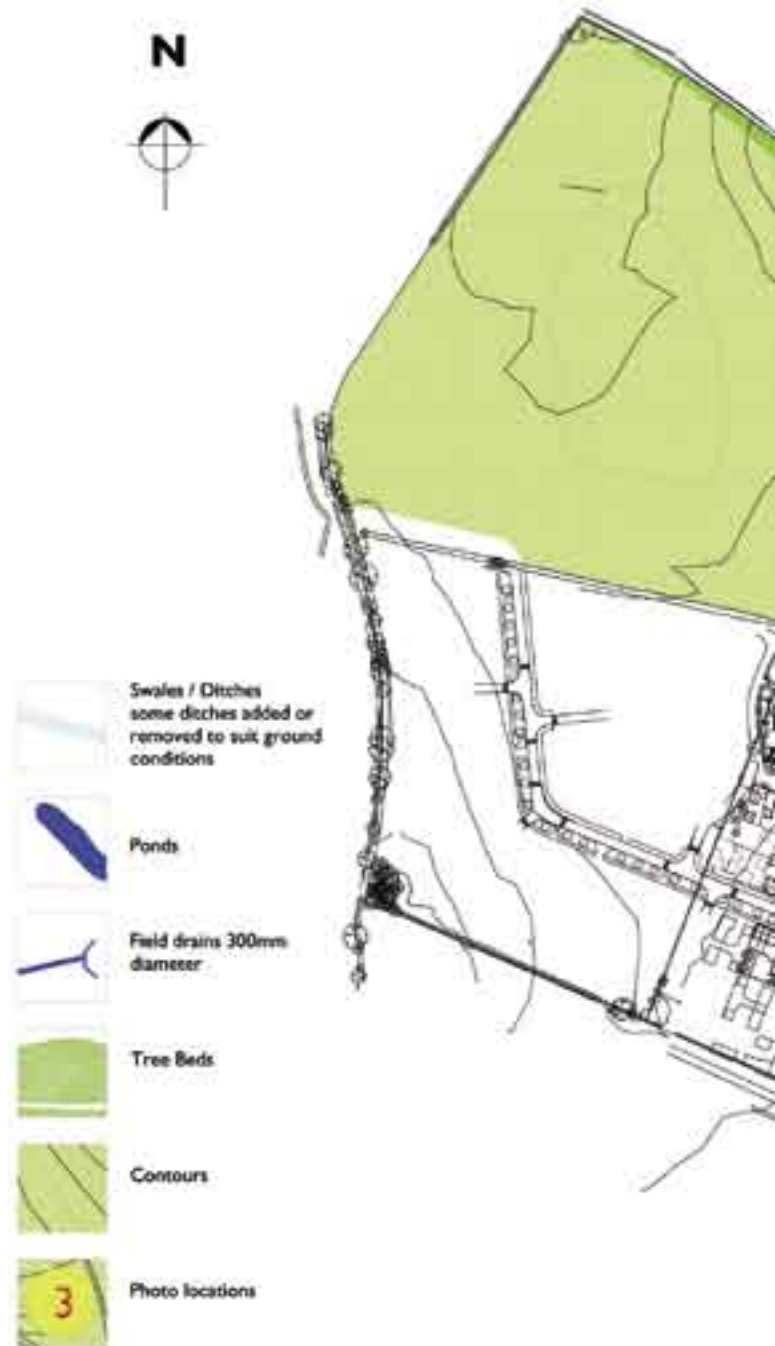 N
Swales / Ditches
some ditches added or
removed to suit ground
conditions
Ponds
Field drains 300mm
diameter
Tree Beds
Contours
3
Photo locations